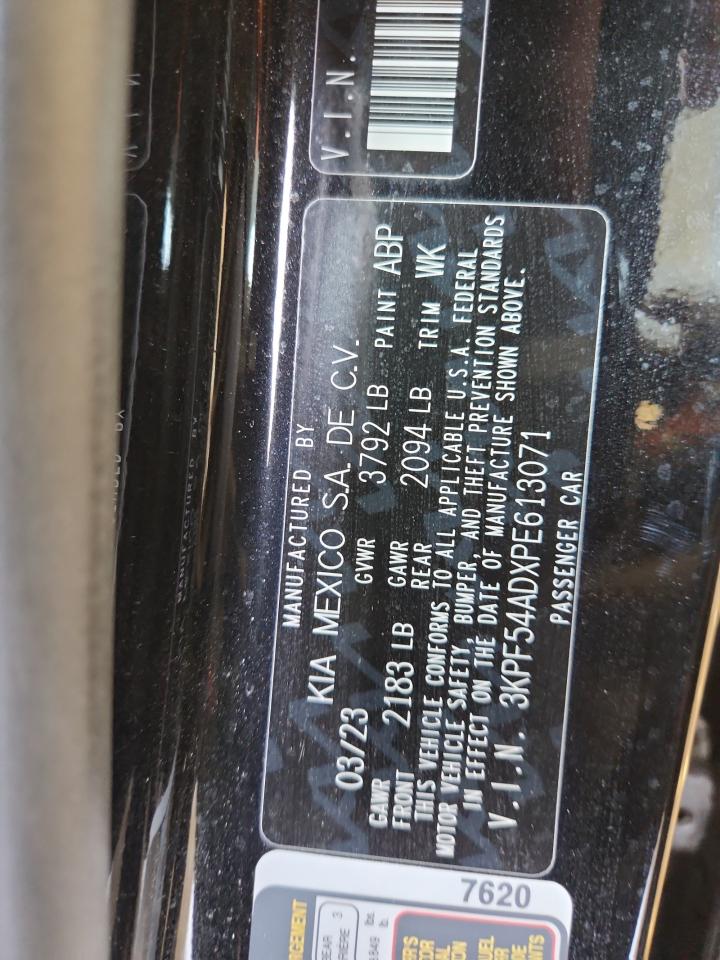 V.I.N.
MANUFACTURED BY
KIA MEXICO S.A. DE C.V.
03/23 GVWR 3792 LB PAINT ABP
GAWR FRONT 2183 LB GAWR REAR 2094 LB TRIM WK
THIS VEHICLE CONFORMS TO ALL APPLICABLE U.S.A. FEDERAL
MOTOR VEHICLE SAFETY, BUMPER AND THEFT PREVENTION STANDARDS
IN EFFECT ON THE DATE OF MANUFACTURE SHOWN ABOVE.
V.I.N. 3KPF54ADXPE613071
PASSENGER CAR
7620